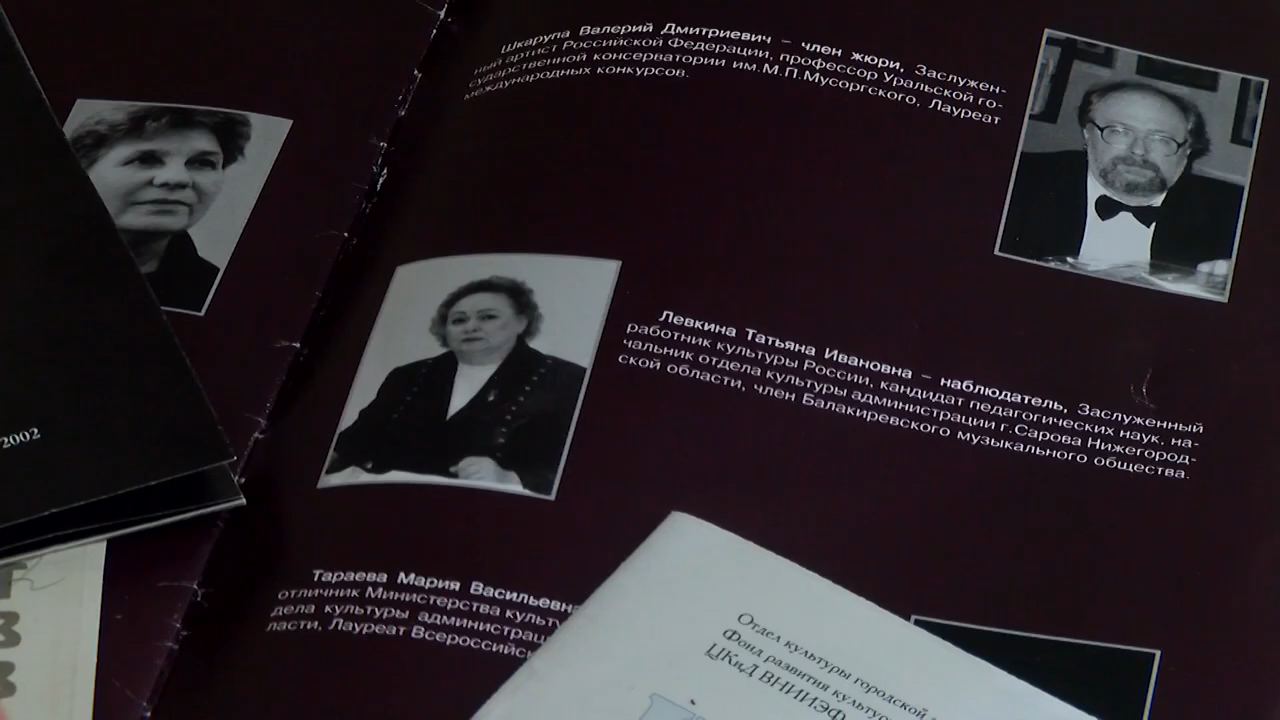 Шкарупа Валерий Дмитриевич – член жюри, Заслужен-
ный артист Российской Федерации, профессор Уральской го-
сударственной консерватории им.М.П.Мусоргского, Лауреат
международных конкурсов.
Левкина Татьяна Ивановна – наблюдатель, Заслуженный
работник культуры России, кандидат педагогических наук, на-
чальник отдела культуры администрации г.Сарова Нижегород-
ской области, член Балакиревского музыкального общества.
2002
Тараева Мария Васильевна
отличник Министерства культу
дела культуры администрац
ласти, Лауреат Всероссийск
Отдел культуры городской
Фонд развития культур
ЦКиД ВНИИЭФ